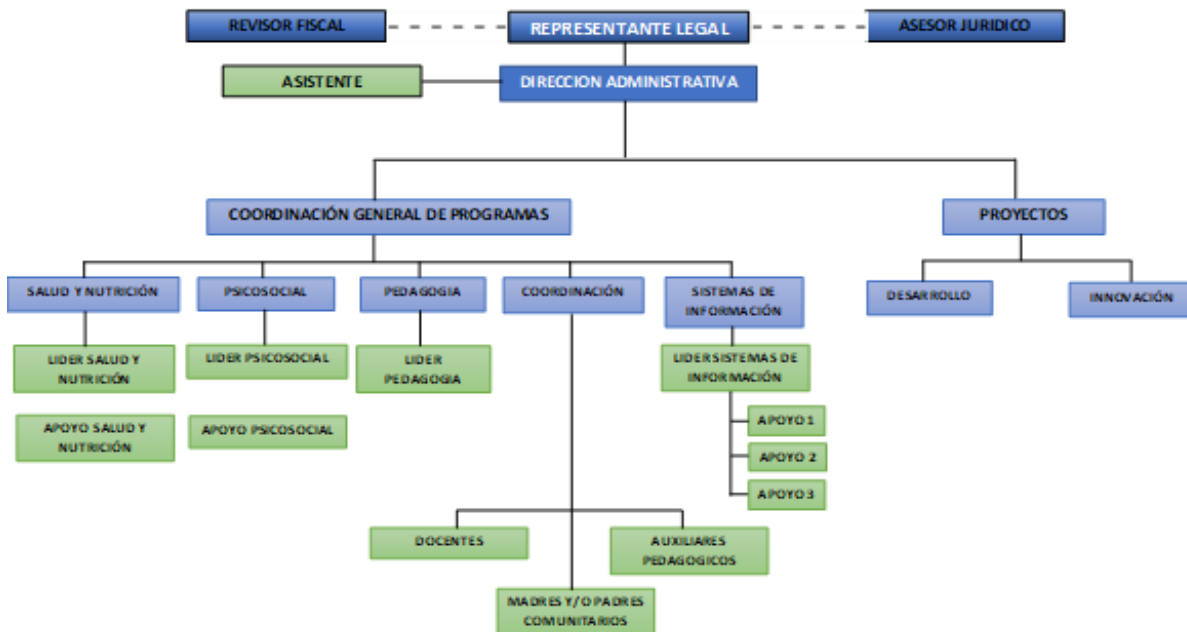 REVISOR FISCAL
REPRESENTANTE LEGAL
ASESOR JURIDICO
ASISTENTE
DIRECCION ADMINISTRATIVA
COORDINACIÓN GENERAL DE PROGRAMAS
PROYECTOS
SALUD Y NUTRICIÓN
PSICOSOCIAL
PEDAGOGIA
COORDINACIÓN
SISTEMAS DE
INFORMACIÓN
DESARROLLO
INNOVACIÓN
LIDER SALUD Y
NUTRICIÓN
LIDER PSICOSOCIAL
LIDER
PEDAGOGIA
LIDER SISTEMAS DE
INFORMACIÓN
APOYO SALUD Y
NUTRICIÓN
APOYO PSICOSOCIAL
APOYO 1
APOYO 2
APOYO 3
DOCENTES
AUXILIARES
PEDAGOGICOS
MADRES Y/O PADRES
COMUNITARIOS